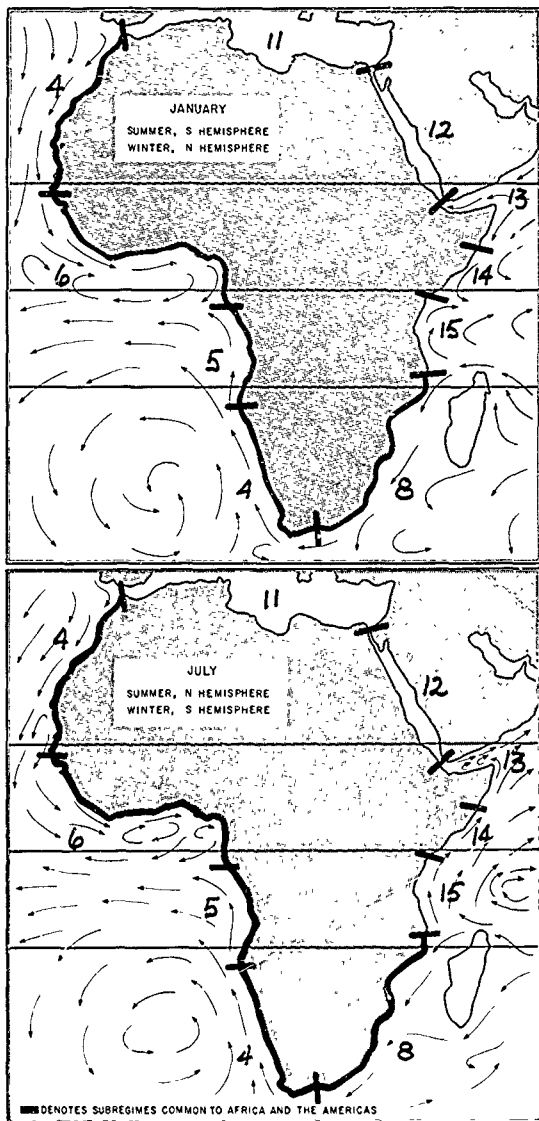 11
4
JANUARY
SUMMER, S HEMISPHERE
WINTER, N HEMISPHERE
12
13
14
6
15
5
4
8
11
4
JULY
SUMMER, N HEMISPHERE
WINTER, S HEMISPHERE
12
13
14
6
15
5
4
8
DENOTES SUBREGIMES COMMON TO AFRICA AND THE AMERICAS